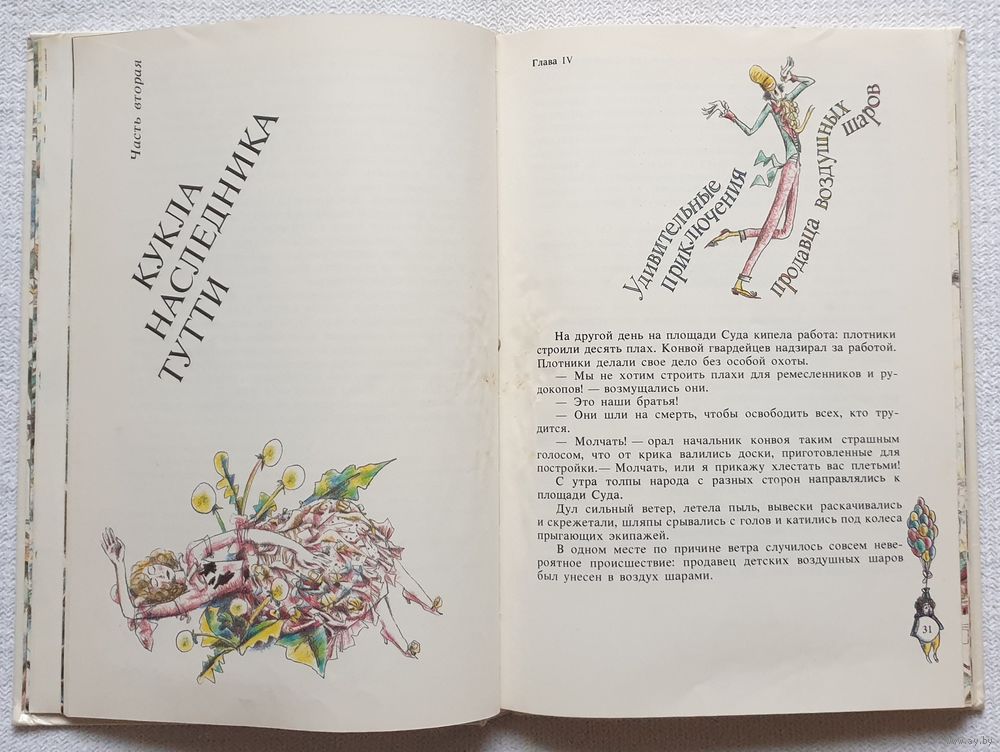 Часть вторая
КУКЛА
НАСЛЕДНИКА
ТУТТИ
Глава IV
Удивительные
приключения
продавца воздушных
шаров
На другой день на площади Суда кипела работа: плотники
строили десять плах. Конвой гвардейцев надзирал за работой.
Плотники делали свое дело без особой охоты.
— Мы не хотим строить плахи для ремесленников и ру-
докопов! — возмущались они.
— Это наши братья!
— Они шли на смерть, чтобы освободить всех, кто тру-
дится.
— Молчать! — орал начальник конвоя таким страшным
голосом, что от крика валились доски, приготовленные для
постройки.— Молчать, или я прикажу хлестать вас плетьми!
С утра толпы народа с разных сторон направлялись к
площади Суда.
Дул сильный ветер, летела пыль, вывески раскачивались
и скрежетали, шляпы срывались с голов и катились под колеса
прыгающих экипажей.
В одном месте по причине ветра случилось совсем неве-
роятное происшествие: продавец детских воздушных шаров
был унесен в воздух шарами.
31
www.ay.by